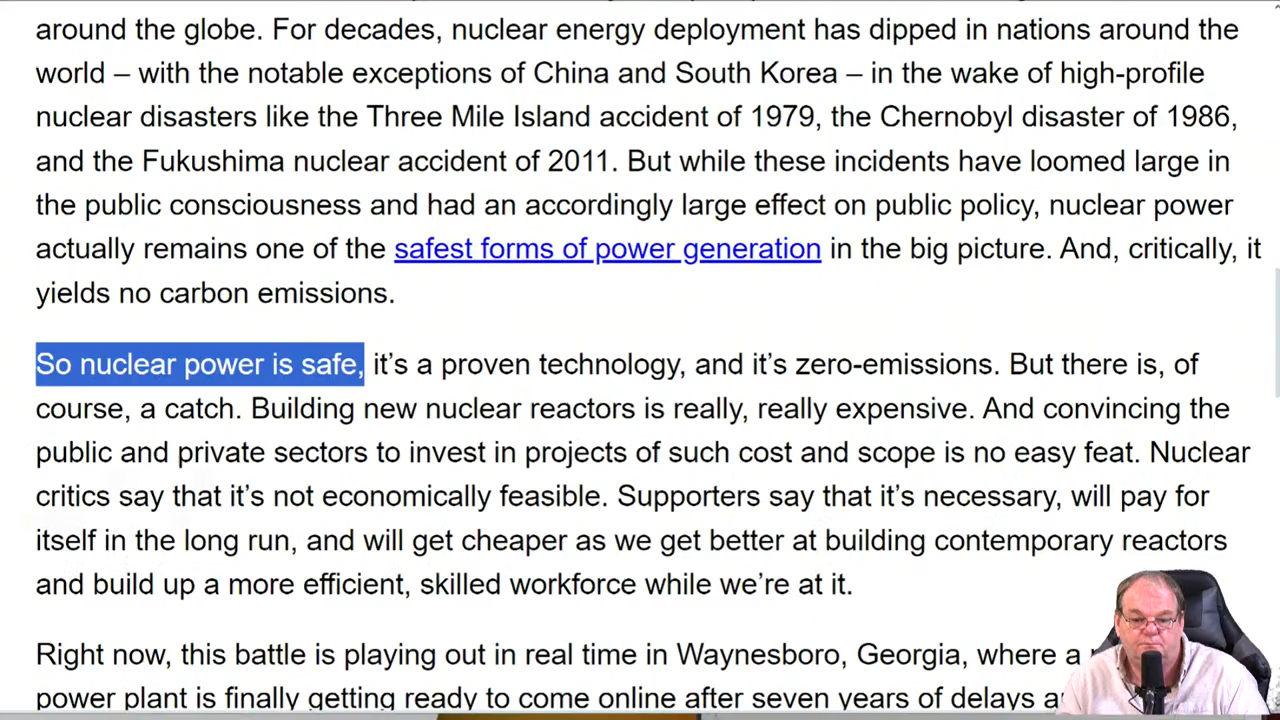 around the globe. For decades, nuclear energy deployment has dipped in nations around the
world – with the notable exceptions of China and South Korea – in the wake of high-profile
nuclear disasters like the Three Mile Island accident of 1979, the Chernobyl disaster of 1986,
and the Fukushima nuclear accident of 2011. But while these incidents have loomed large in
the public consciousness and had an accordingly large effect on public policy, nuclear power
actually remains one of the safest forms of power generation in the big picture. And, critically, it
yields no carbon emissions.
So nuclear power is safe, it’s a proven technology, and it’s zero-emissions. But there is, of
course, a catch. Building new nuclear reactors is really, really expensive. And convincing the
public and private sectors to invest in projects of such cost and scope is no easy feat. Nuclear
critics say that it’s not economically feasible. Supporters say that it’s necessary, will pay for
itself in the long run, and will get cheaper as we get better at building contemporary reactors
and build up a more efficient, skilled workforce while we’re at it.
Right now, this battle is playing out in real time in Waynesboro, Georgia, where a
power plant is finally getting ready to come online after seven years of delays